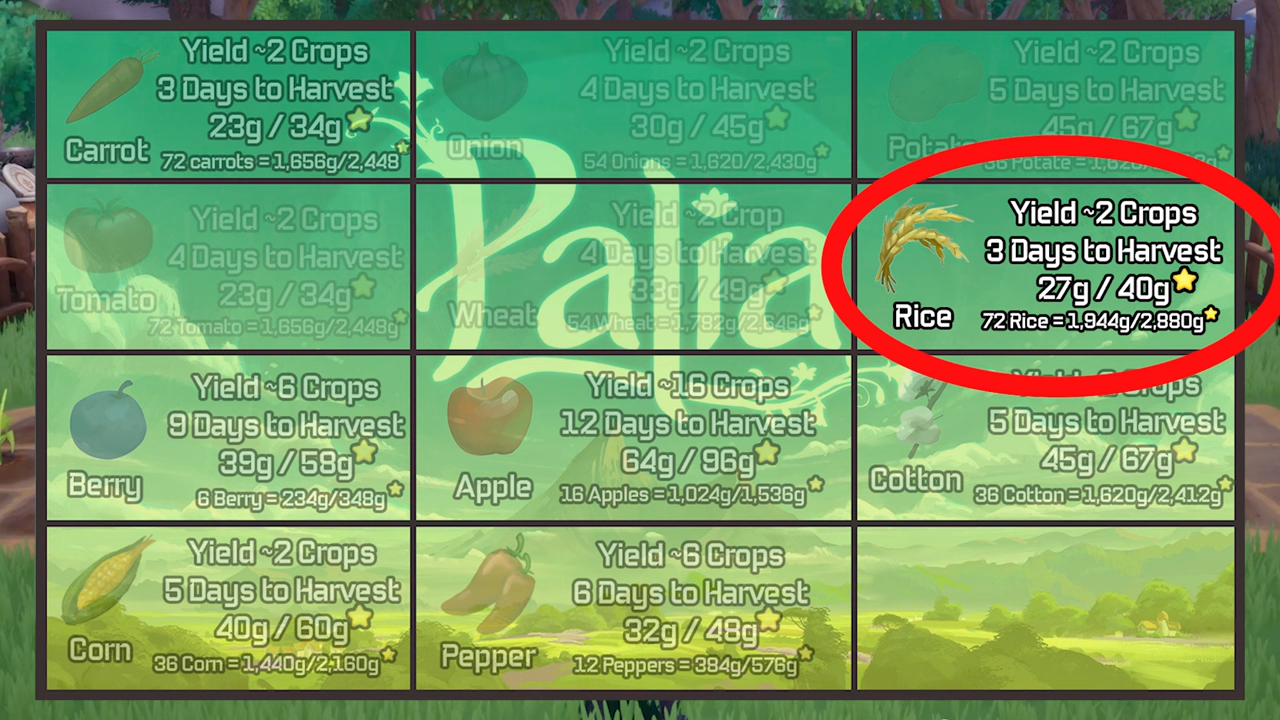 Yield ~2 Crops
3 Days to Harvest
23g / 34g
Carrot
72 carrots = 1,656g/2,448
Yield ~2 Crops
4 Days to Harvest
30g / 45g
Onion
54 Onions = 1,620/2,430g
Yield ~2 Crops
5 Days to Harvest
45g / 67g
Yield ~2 Crops
4 Days to Harvest
23g / 34g
Tomato
72 Tomato = 1,656g/2,448g
Palia
Yield ~2 Crop
4 Days to Harvest
33g / 49g
Wheat
54 Wheat = 1,782g/2,646g
Yield ~2 Crops
3 Days to Harvest
27g / 40g
Rice
72 Rice = 1,944g/2,880g
Yield ~6 Crops
9 Days to Harvest
39g / 58g
Berry
6 Berry = 234g/348g
Yield ~16 Crops
12 Days to Harvest
64g / 96g
Apple
16 Apples = 1,024g/1,536g
Crops
5 Days to Harvest
45g / 67g
Cotton
36 Cotton = 1,620g/2,412g
Yield ~2 Crops
5 Days to Harvest
40g / 60g
Corn
36 Corn = 1,440g/2,160g
Yield ~6 Crops
6 Days to Harvest
32g / 48g
Pepper
12 Peppers = 384g/576g